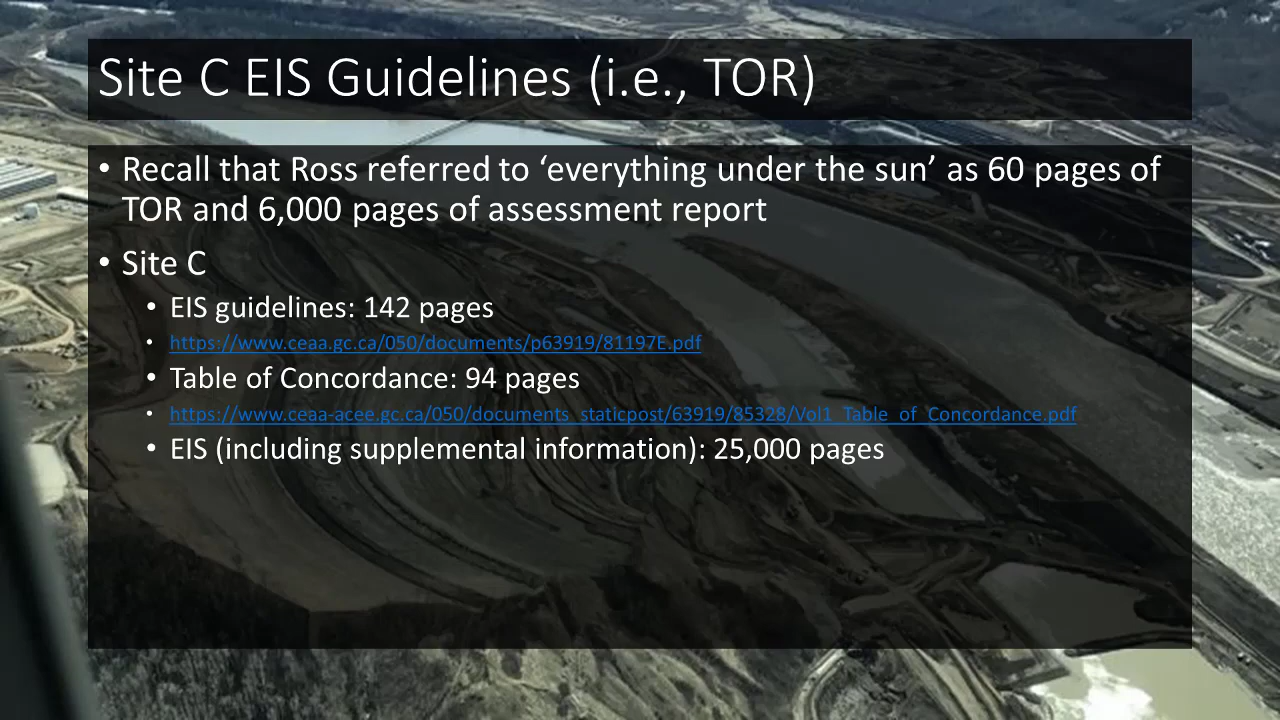 Site C EIS Guidelines (i.e., TOR)
• Recall that Ross referred to ‘everything under the sun’ as 60 pages of
TOR and 6,000 pages of assessment report
• Site C
• EIS guidelines: 142 pages
• https://www.ceaa.gc.ca/050/documents/p63919/81197E.pdf
• Table of Concordance: 94 pages
• https://www.ceaa-acee.gc.ca/050/documents_staticpost/63919/85328/Vol1_Table_of_Concordance.pdf
• EIS (including supplemental information): 25,000 pages